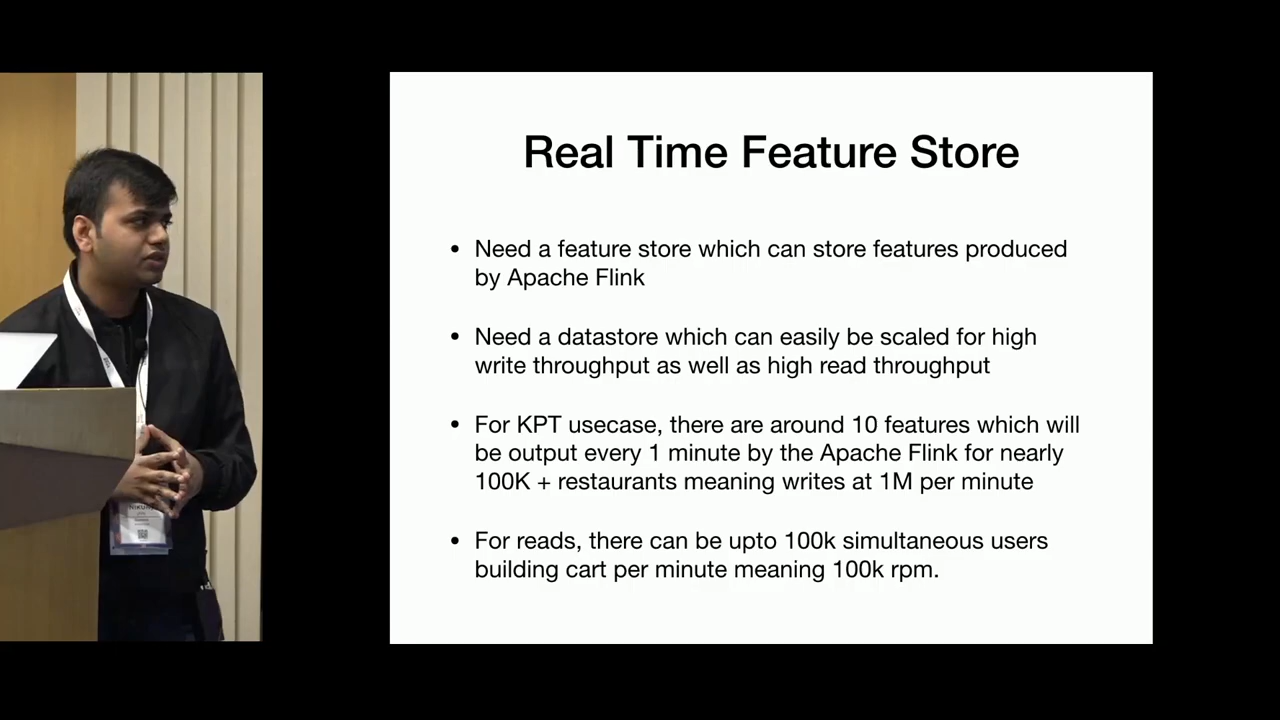 Real Time Feature Store
• Need a feature store which can store features produced
by Apache Flink
• Need a datastore which can easily be scaled for high
write throughput as well as high read throughput
• For KPT usecase, there are around 10 features which will
be output every 1 minute by the Apache Flink for nearly
100K + restaurants meaning writes at 1M per minute
• For reads, there can be upto 100k simultaneous users
building cart per minute meaning 100k rpm.